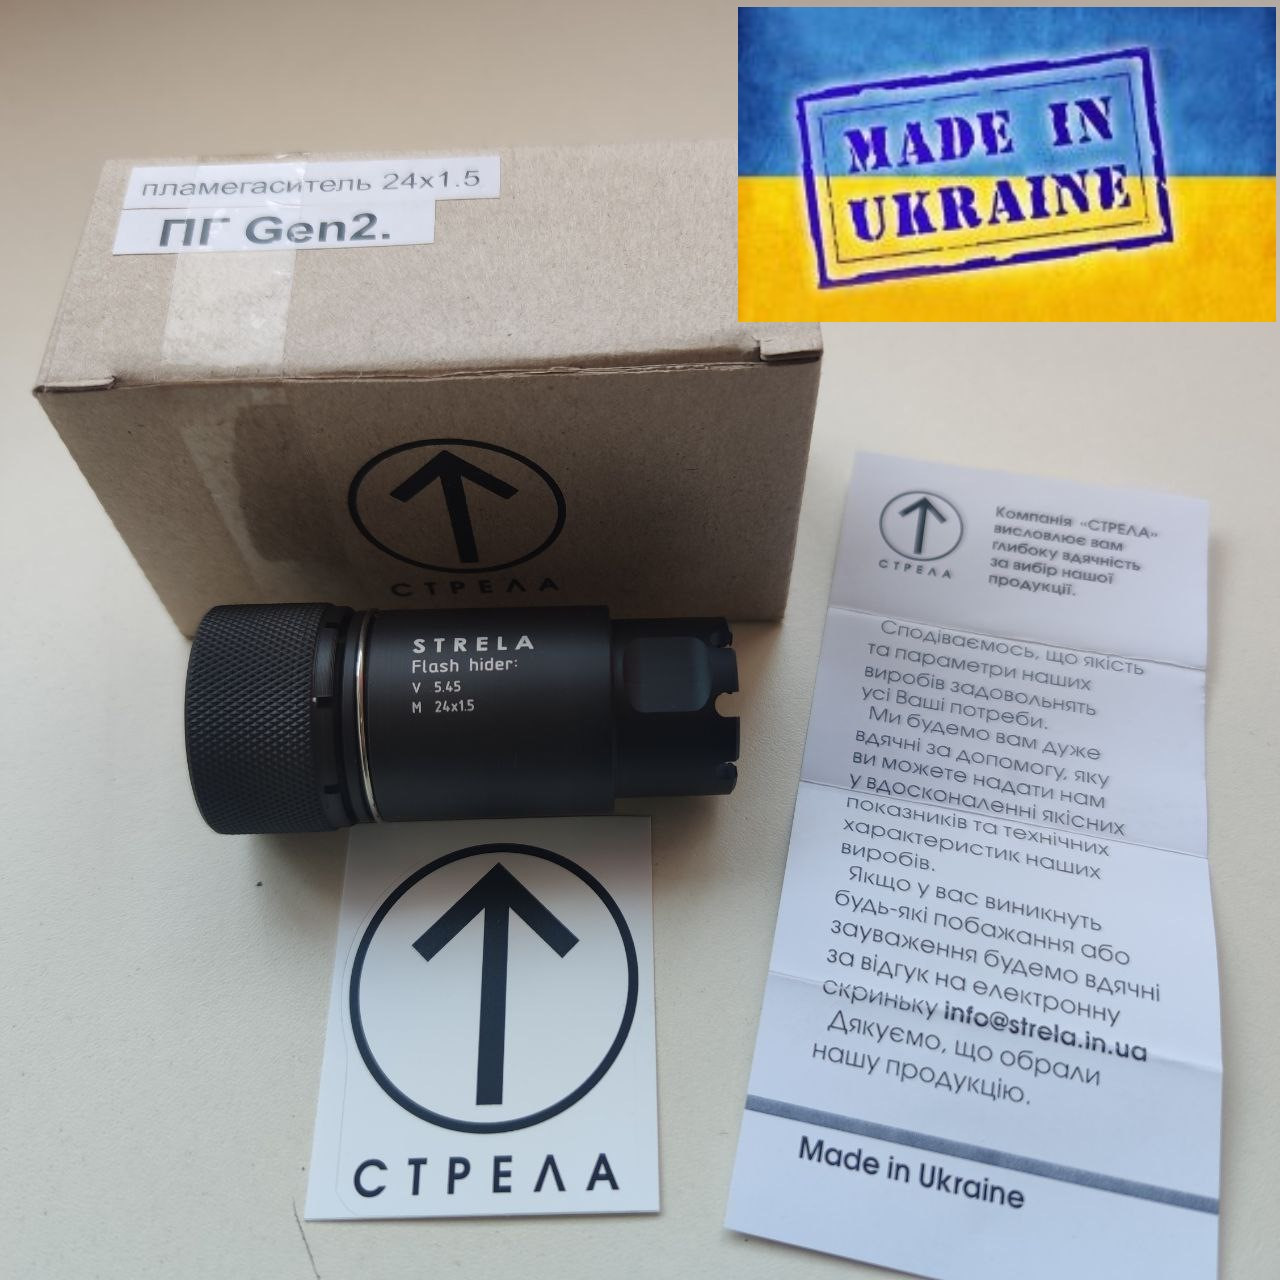 MADE IN
UKRAINE
пламегаситель 24x1.5
ПГ Gen2.
СТРЕЛА
STRELA
Flash hider:
V 5.45
M 24x1.5
СТРЕЛА
СТРЕЛА
Компанія «СТРЕЛА»
висловлює вам
глибоку вдячність
за вибір нашої
продукції.
Сподіваємось, що якість
та параметри наших
виробів задовольнять
усі Ваші потреби.
Ми будемо вам дуже
вдячні за допомогу, яку
ви можете надати нам
у вдосконаленні якісних
показників та технічних
характеристик наших
виробів.
Якщо у вас виникнуть
будь-які побажання або
зауваження будемо вдячні
за відгук на електронну
скриньку info@strela.in.ua
Дякуємо, що обрали
нашу продукцію.
Made in Ukraine